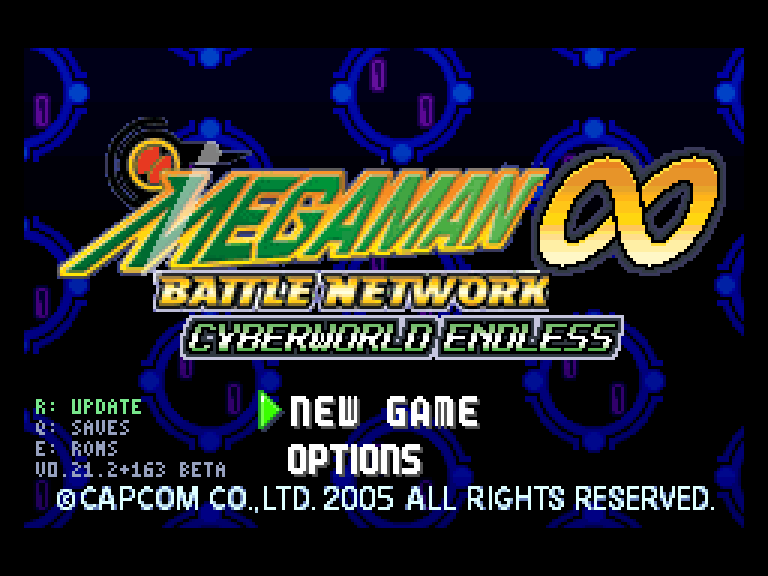 MEGAMAN ∞
BATTLE NETWORK
CYBERWORLD ENDLESS
R: UPDATE
Q: SAVES
E: ROMS
V0.21.2+163 BETA
NEW GAME
OPTIONS
©CAPCOM CO.,LTD. 2005 ALL RIGHTS RESERVED.